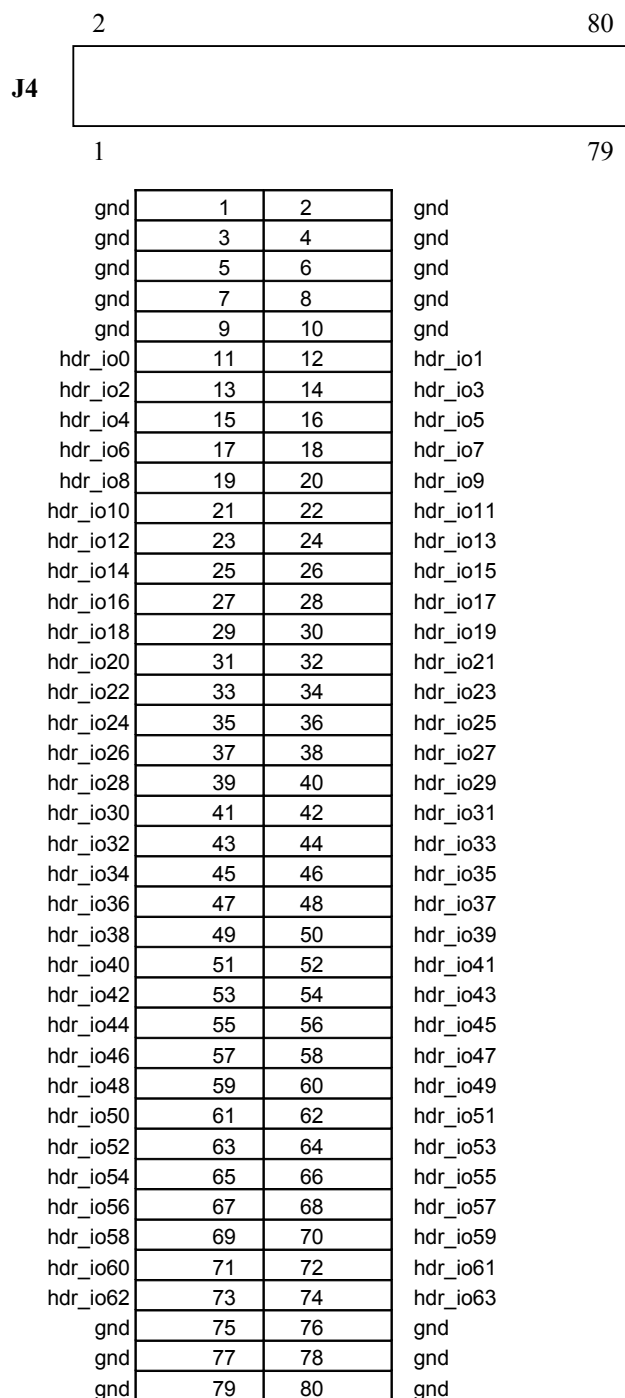 2 80
J4
1 79
gnd 1 2 gnd
gnd 3 4 gnd
gnd 5 6 gnd
gnd 7 8 gnd
gnd 9 10 gnd
hdr_io0 11 12 hdr_io1
hdr_io2 13 14 hdr_io3
hdr_io4 15 16 hdr_io5
hdr_io6 17 18 hdr_io7
hdr_io8 19 20 hdr_io9
hdr_io10 21 22 hdr_io11
hdr_io12 23 24 hdr_io13
hdr_io14 25 26 hdr_io15
hdr_io16 27 28 hdr_io17
hdr_io18 29 30 hdr_io19
hdr_io20 31 32 hdr_io21
hdr_io22 33 34 hdr_io23
hdr_io24 35 36 hdr_io25
hdr_io26 37 38 hdr_io27
hdr_io28 39 40 hdr_io29
hdr_io30 41 42 hdr_io31
hdr_io32 43 44 hdr_io33
hdr_io34 45 46 hdr_io35
hdr_io36 47 48 hdr_io37
hdr_io38 49 50 hdr_io39
hdr_io40 51 52 hdr_io41
hdr_io42 53 54 hdr_io43
hdr_io44 55 56 hdr_io45
hdr_io46 57 58 hdr_io47
hdr_io48 59 60 hdr_io49
hdr_io50 61 62 hdr_io51
hdr_io52 63 64 hdr_io53
hdr_io54 65 66 hdr_io55
hdr_io56 67 68 hdr_io57
hdr_io58 69 70 hdr_io59
hdr_io60 71 72 hdr_io61
hdr_io62 73 74 hdr_io63
gnd 75 76 gnd
gnd 77 78 gnd
gnd 79 80 gnd